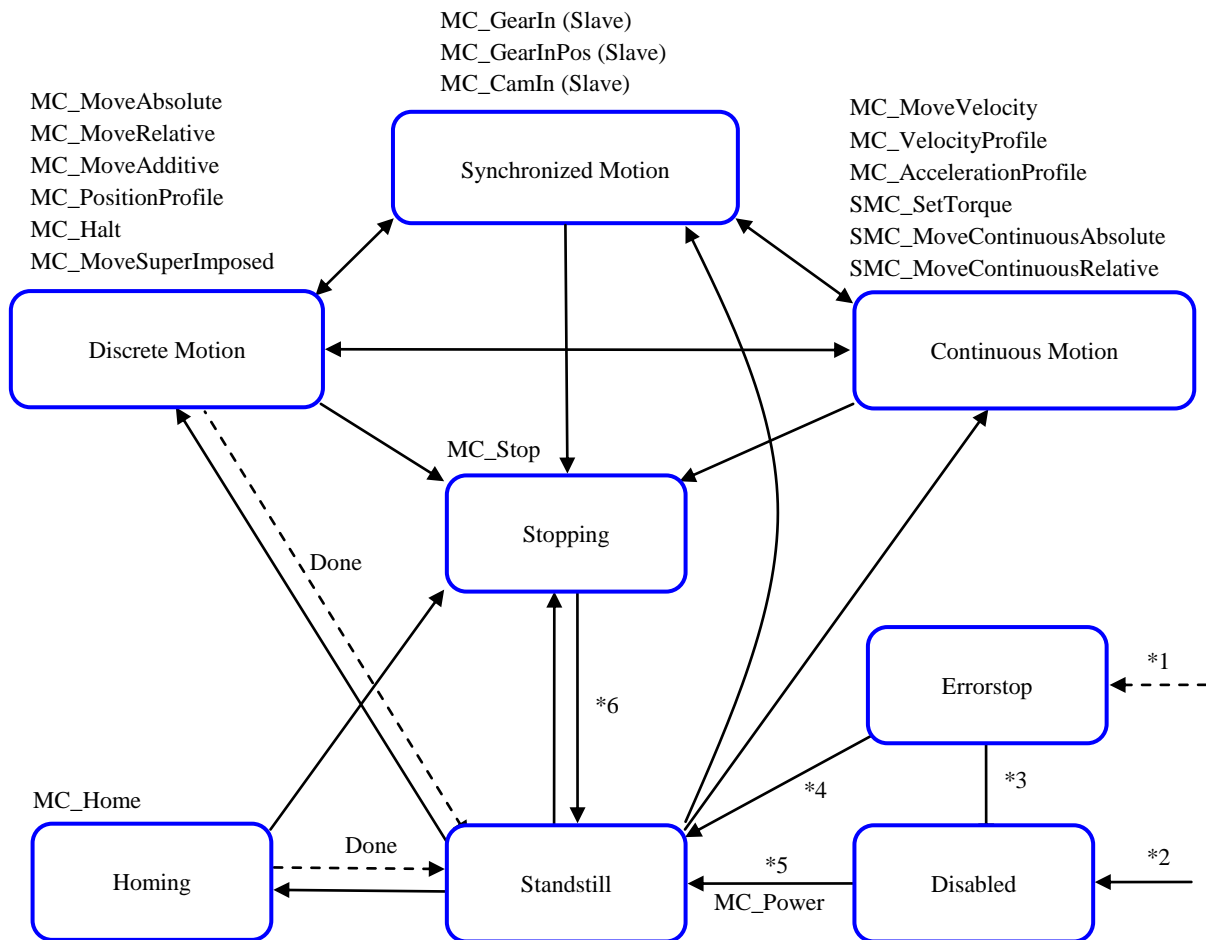 MC_GearIn (Slave)
MC_GearInPos (Slave)
MC_CamIn (Slave)
MC_MoveAbsolute
MC_MoveRelative
MC_MoveAdditive
MC_PositionProfile
MC_Halt
MC_MoveSuperImposed
MC_MoveVelocity
MC_VelocityProfile
MC_AccelerationProfile
SMC_SetTorque
SMC_MoveContinuousAbsolute
SMC_MoveContinuousRelative
Synchronized Motion
Discrete Motion
Continuous Motion
MC_Stop
Stopping
Done
*6
Errorstop
*1
*4
*3
MC_Home
Homing
Done
Standstill
*5
MC_Power
Disabled
*2